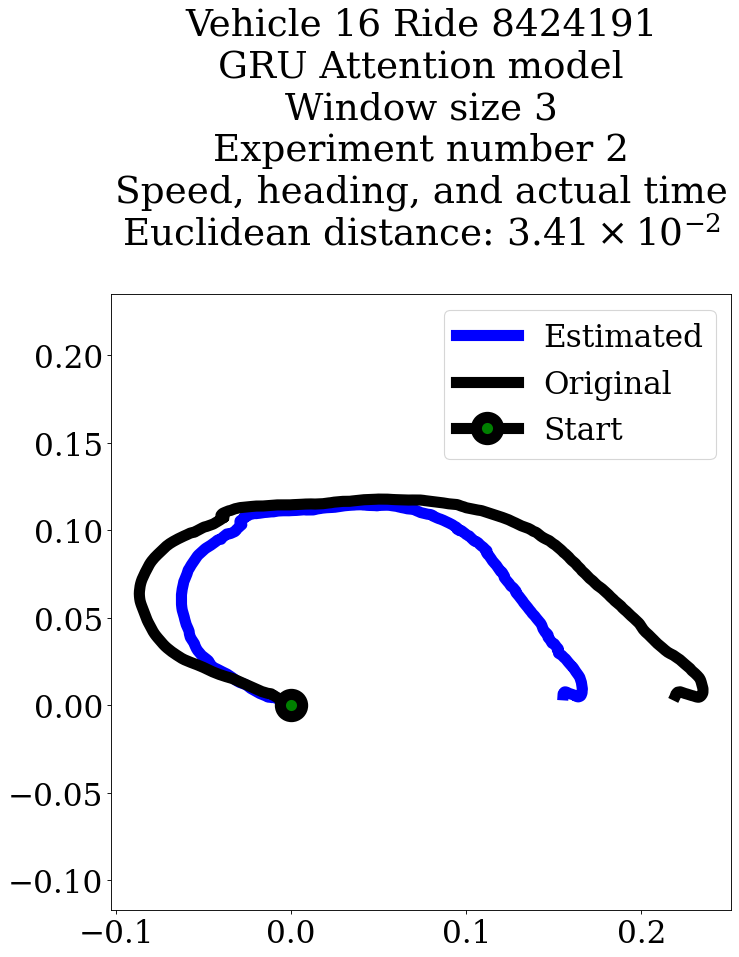 Vehicle 16 Ride 8424191
GRU Attention model
Window size 3
Experiment number 2
Speed, heading, and actual time
Euclidean distance: 3.41 × 10⁻²
Estimated
Original
Start
0.20
0.15
0.10
0.05
0.00
−0.05
−0.10
−0.1 0.0 0.1 0.2